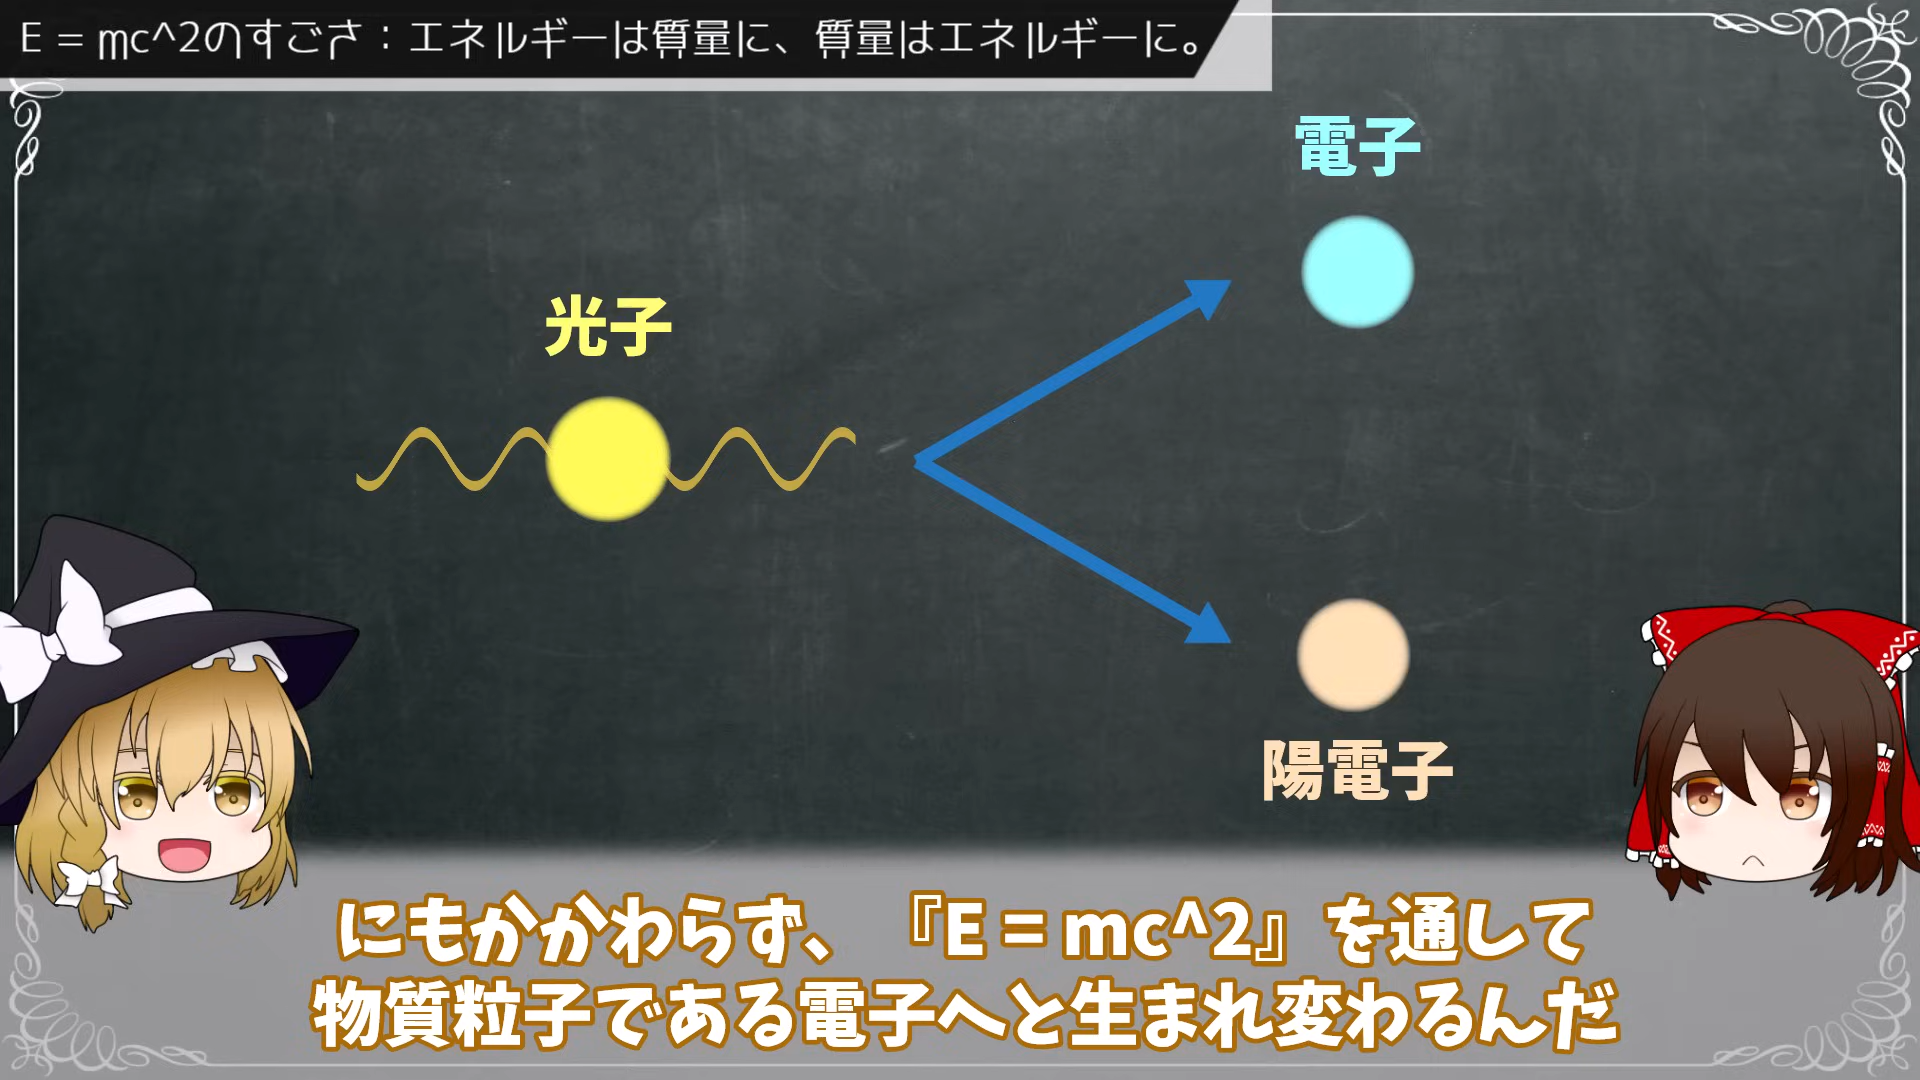 E = mc^2のすごさ：エネルギーは質量に、質量はエネルギーに。
電子
光子
陽電子
にもかかわらず、『E = mc^2』を通して
物質粒子である電子へと生まれ変わるんだ